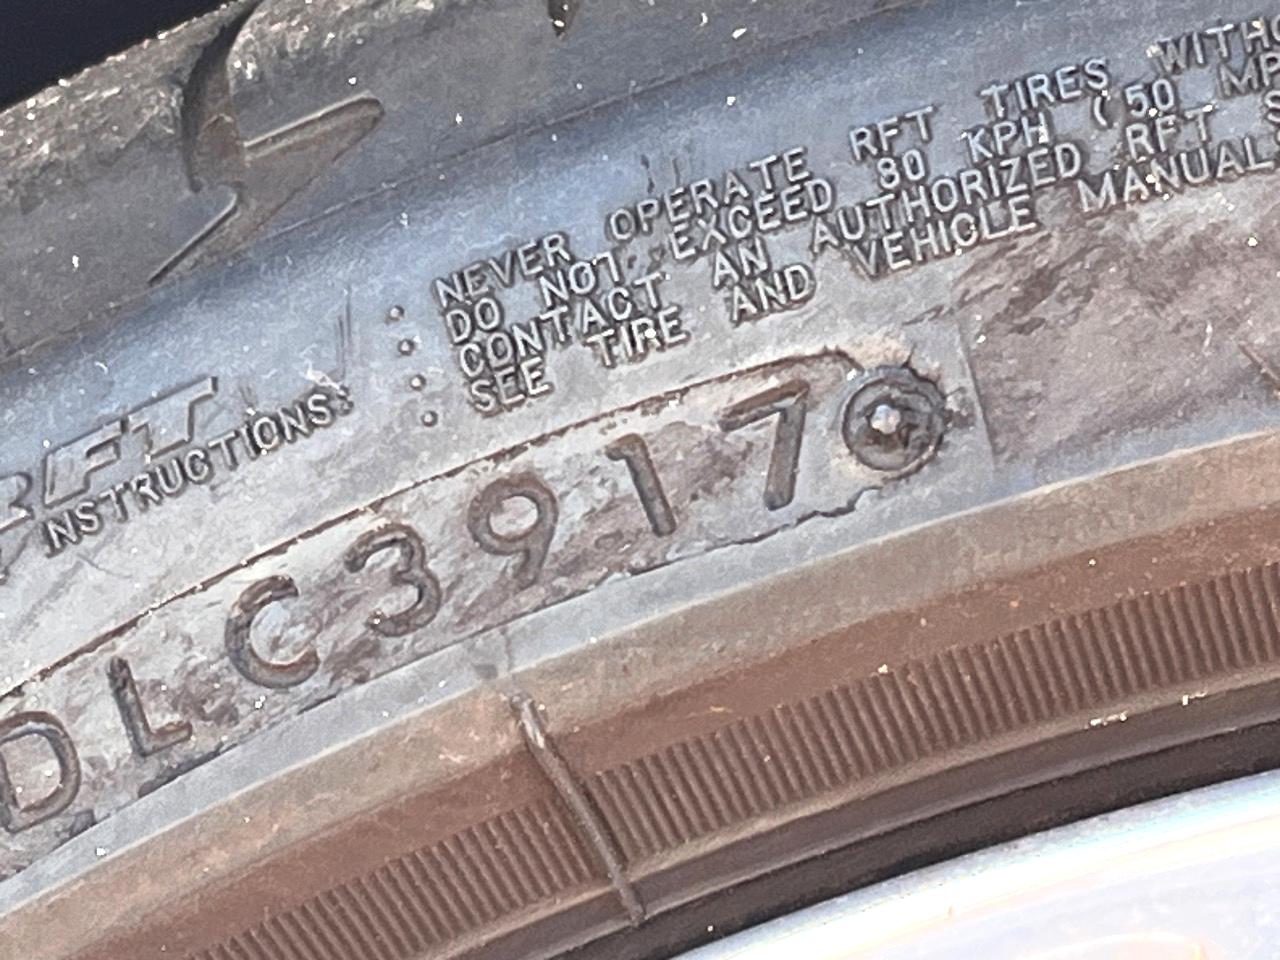 NEVER OPERATE RFT TIRES WITHO
DO NOT EXCEED 80 KPH (50 MP
CONTACT AN AUTHORIZED RFT S
SEE TIRE AND VEHICLE MANUALS
RFT
INSTRUCTIONS:
DLC3917